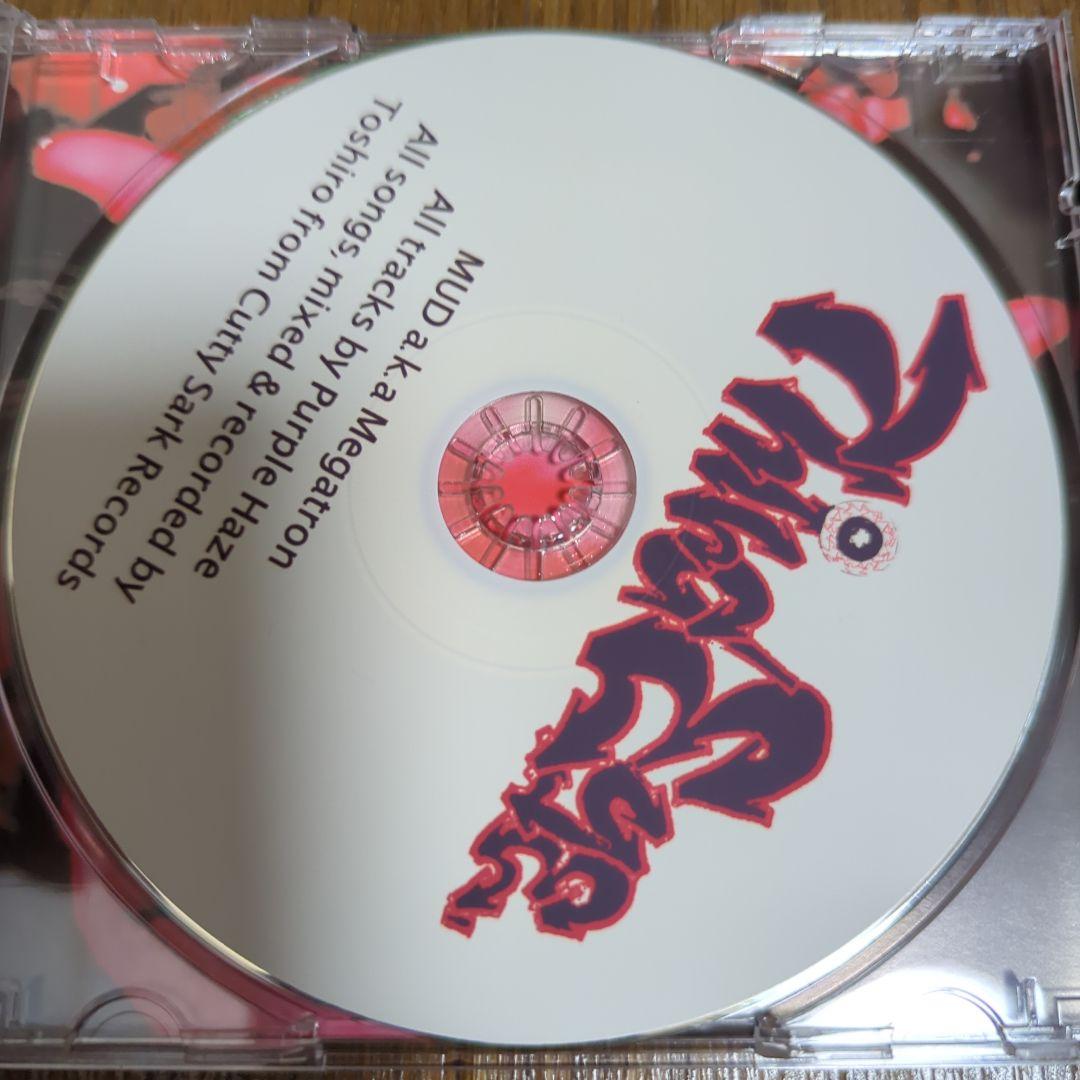 MUD a.k.a Megatron
All tracks by Purple Haze
All songs, mixed & recorded by
Toshiro from Cutty Sark Records